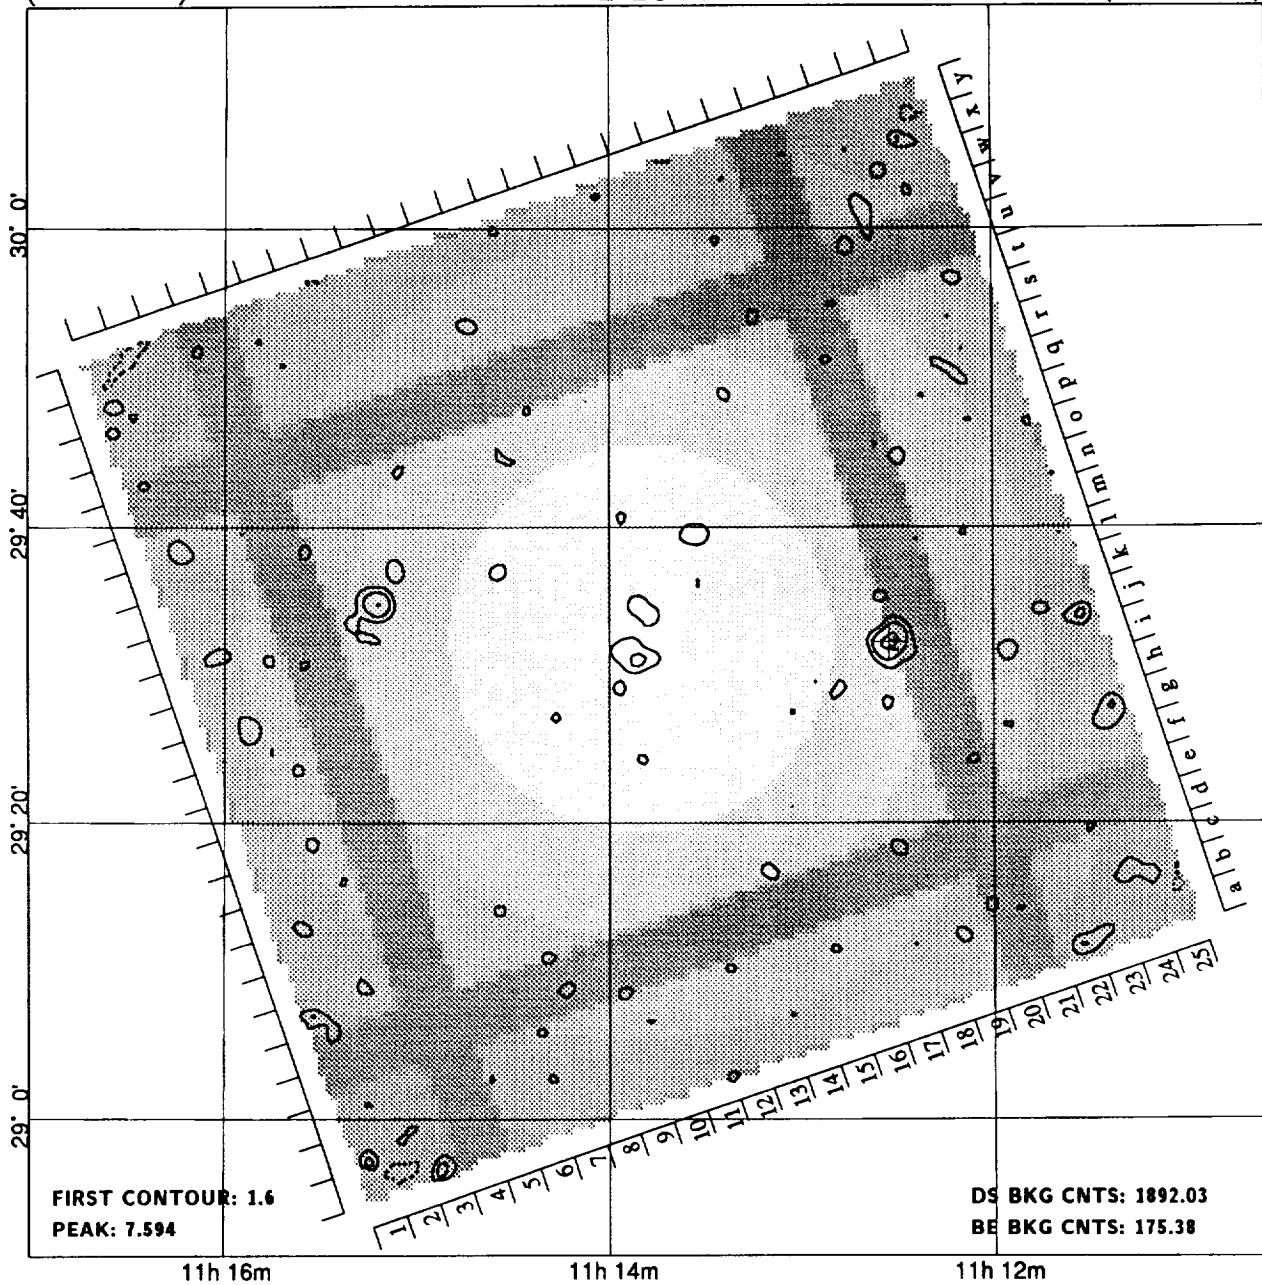 30° 0'
29° 40'
29° 20'
29° 0'
a|b|c|d|e|f|g|h|i|j|k|l|m|n|o|p|q|r|s|t|u|v|w|x|y
1| 2| 3| 4| 5| 6| 7| 8| 9| 10| 11| 12| 13| 14| 15| 16| 17| 18| 19| 20| 21| 22| 23| 24| 25
FIRST CONTOUR: 1.6
PEAK: 7.594
DS BKG CNTS: 1892.03
BE BKG CNTS: 175.38
11h 16m
11h 14m
11h 12m